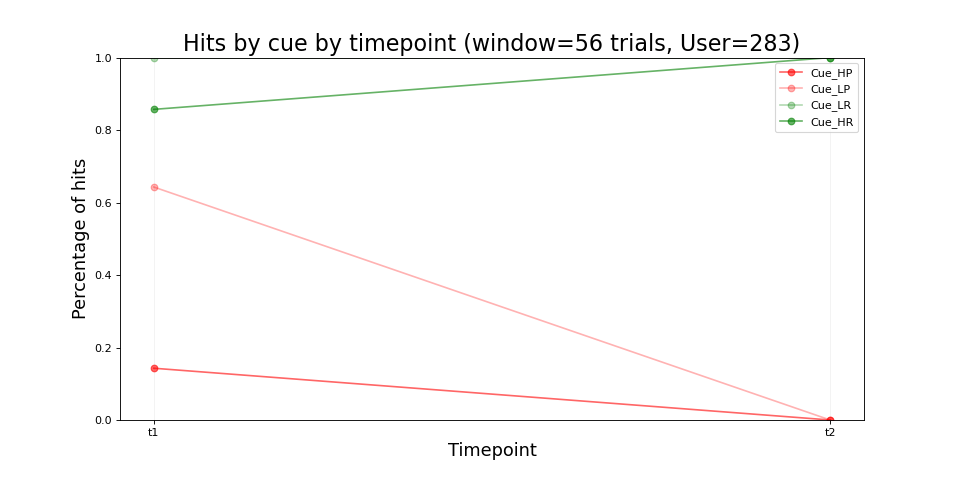 Hits by cue by timepoint (window=56 trials, User=283)
Percentage of hits
1.0
0.8
0.6
0.4
0.2
0.0
Cue_HP
Cue_LP
Cue_LR
Cue_HR
t1
t2
Timepoint